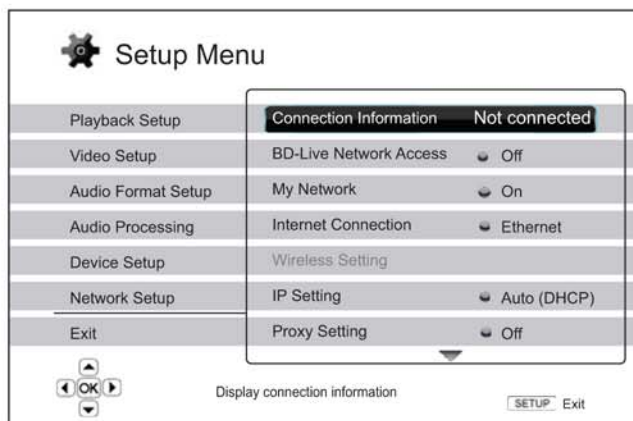 Setup Menu
Playback Setup
Video Setup
Audio Format Setup
Audio Processing
Device Setup
Network Setup
Exit
Connection Information Not connected
BD-Live Network Access Off
My Network On
Internet Connection Ethernet
Wireless Setting
IP Setting Auto (DHCP)
Proxy Setting Off
OK
Display connection information
SETUP Exit